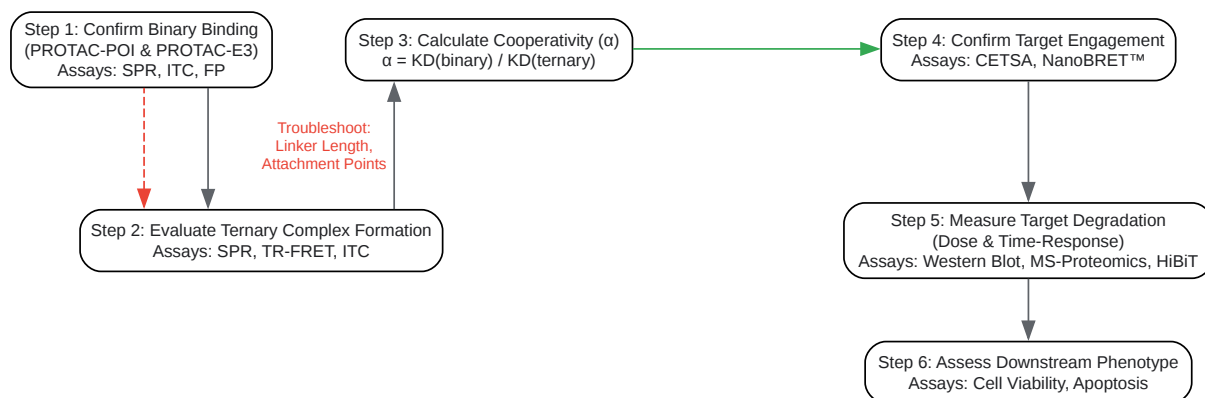 Step 1: Confirm Binary Binding
(PROTAC-POI & PROTAC-E3)
Assays: SPR, ITC, FP
Troubleshoot:
Linker Length,
Attachment Points
Step 2: Evaluate Ternary Complex Formation
Assays: SPR, TR-FRET, ITC
Step 3: Calculate Cooperativity (α)
α = KD(binary) / KD(ternary)
Step 4: Confirm Target Engagement
Assays: CETSA, NanoBRET™
Step 5: Measure Target Degradation
(Dose & Time-Response)
Assays: Western Blot, MS-Proteomics, HiBiT
Step 6: Assess Downstream Phenotype
Assays: Cell Viability, Apoptosis